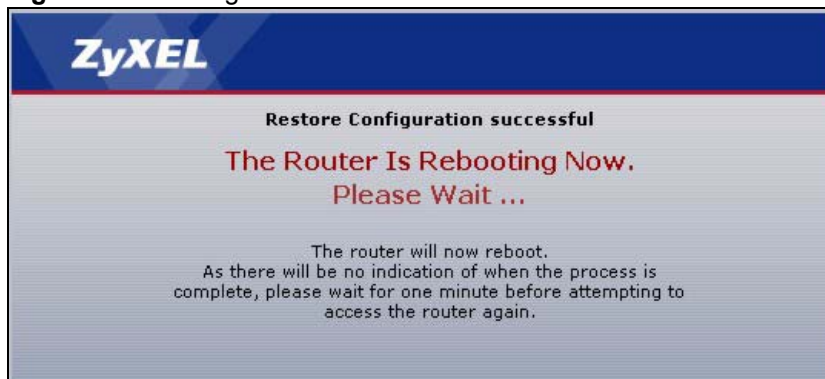 ZyXEL
Restore Configuration successful
The Router Is Rebooting Now.
Please Wait ...
The router will now reboot.
As there will be no indication of when the process is
complete, please wait for one minute before attempting to
access the router again.